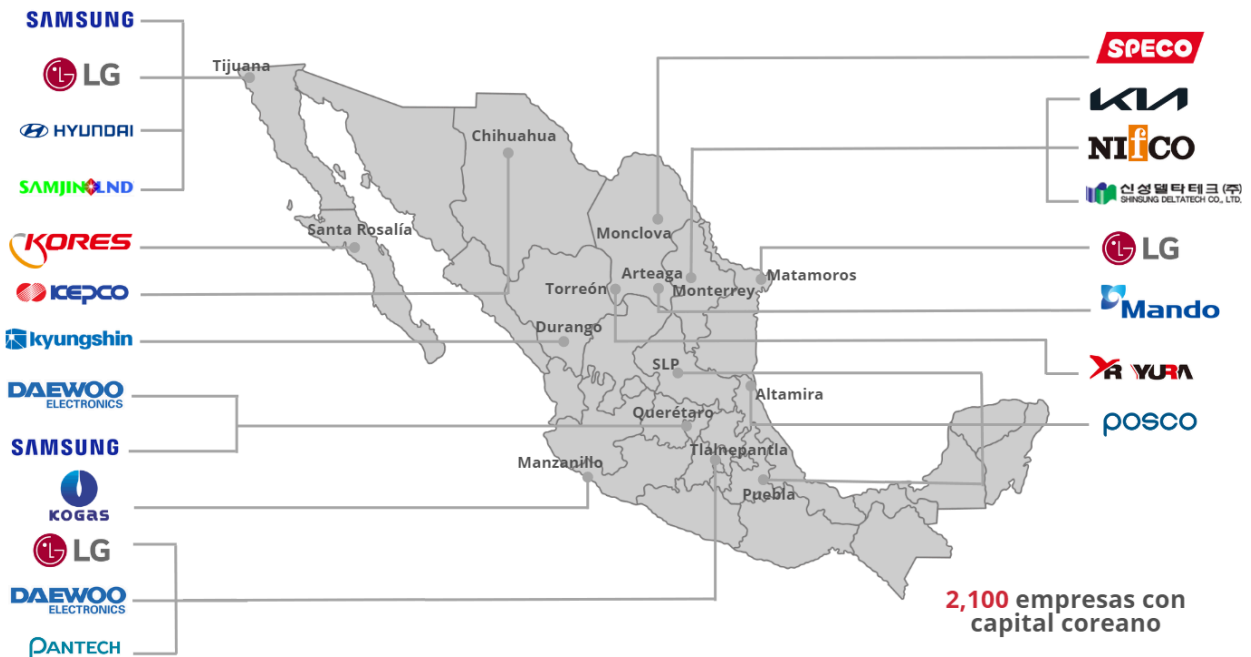 SAMSUNG
LG
HYUNDAI
SAMJIN LND
KORES
KEPCO
kyungshin
DAEWOO
ELECTRONICS
SAMSUNG
KOGAS
LG
DAEWOO
ELECTRONICS
PANTECH
Tijuana
Chihuahua
Santa Rosalía
Monclova
Arteaga
Torreón
Monterrey
Matamoros
Durango
SLP
Altamira
Querétaro
Tlalnepantla
Manzanillo
Puebla
SPECO
KIA
NIfCO
신성델타테크(주)
SHINSUNG DELTATECH CO., LTD.
LG
Mando
YR YURA
posco
2,100 empresas con
capital coreano